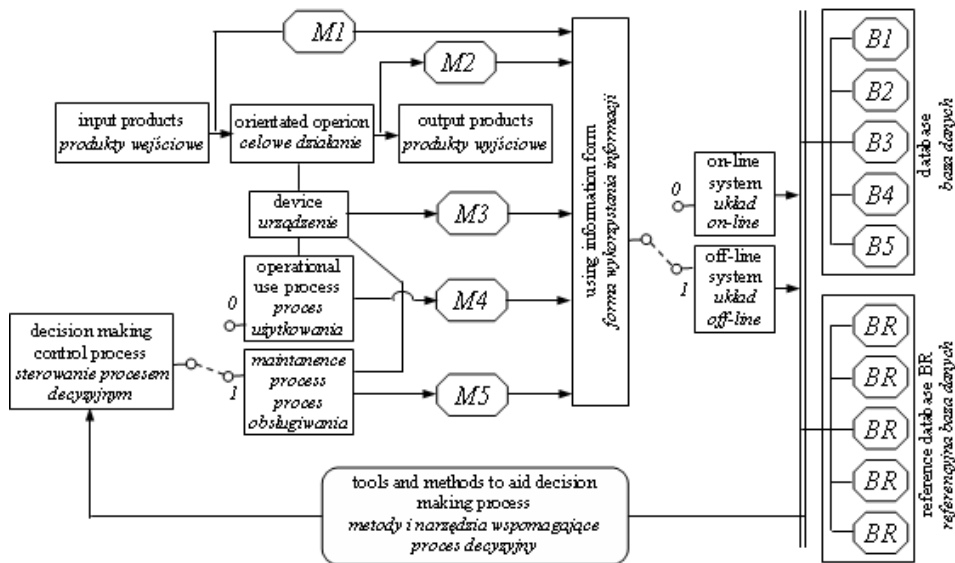 M1
M2
input products
produkty wejściowe
orientated operion
celowe działanie
output products
produkty wyjściowe
device
urządzenie
M3
operational
use process
proces
użytkowania
M4
0
decision making
control process
sterowanie procesem
decyzyjnym
1
maintanence
process
proces
obsługiwania
M5
using information form
forma wykorzystania informacji
0
on-line
system
układ
on-line
1
off-line
system
układ
off-line
B1
B2
B3
B4
B5
database
baza danych
BR
BR
BR
BR
BR
reference database BR
referencyjna baza danych
tools and methods to aid decision
making process
metody i narzędzia wspomagające
proces decyzyjny